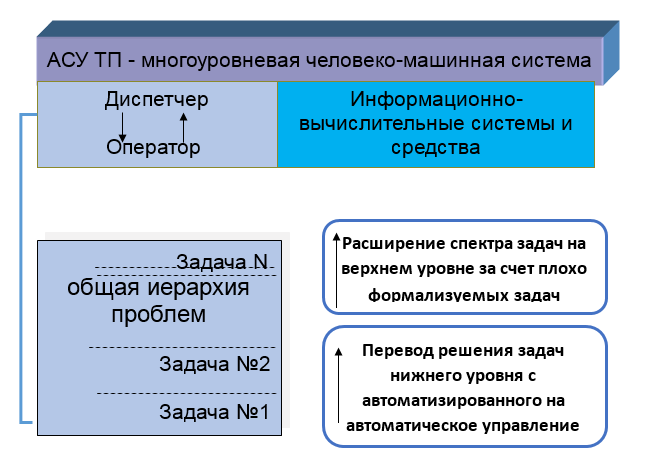 АСУ ТП - многоуровневая человеко-машинная система
Диспетчер
Оператор
Информационно-
вычислительные системы и
средства
Задача N
общая иерархия
проблем
Задача №2
Задача №1
Расширение спектра задач на
верхнем уровне за счет плохо
формализуемых задач
Перевод решения задач
нижнего уровня с
автоматизированного на
автоматическое управление